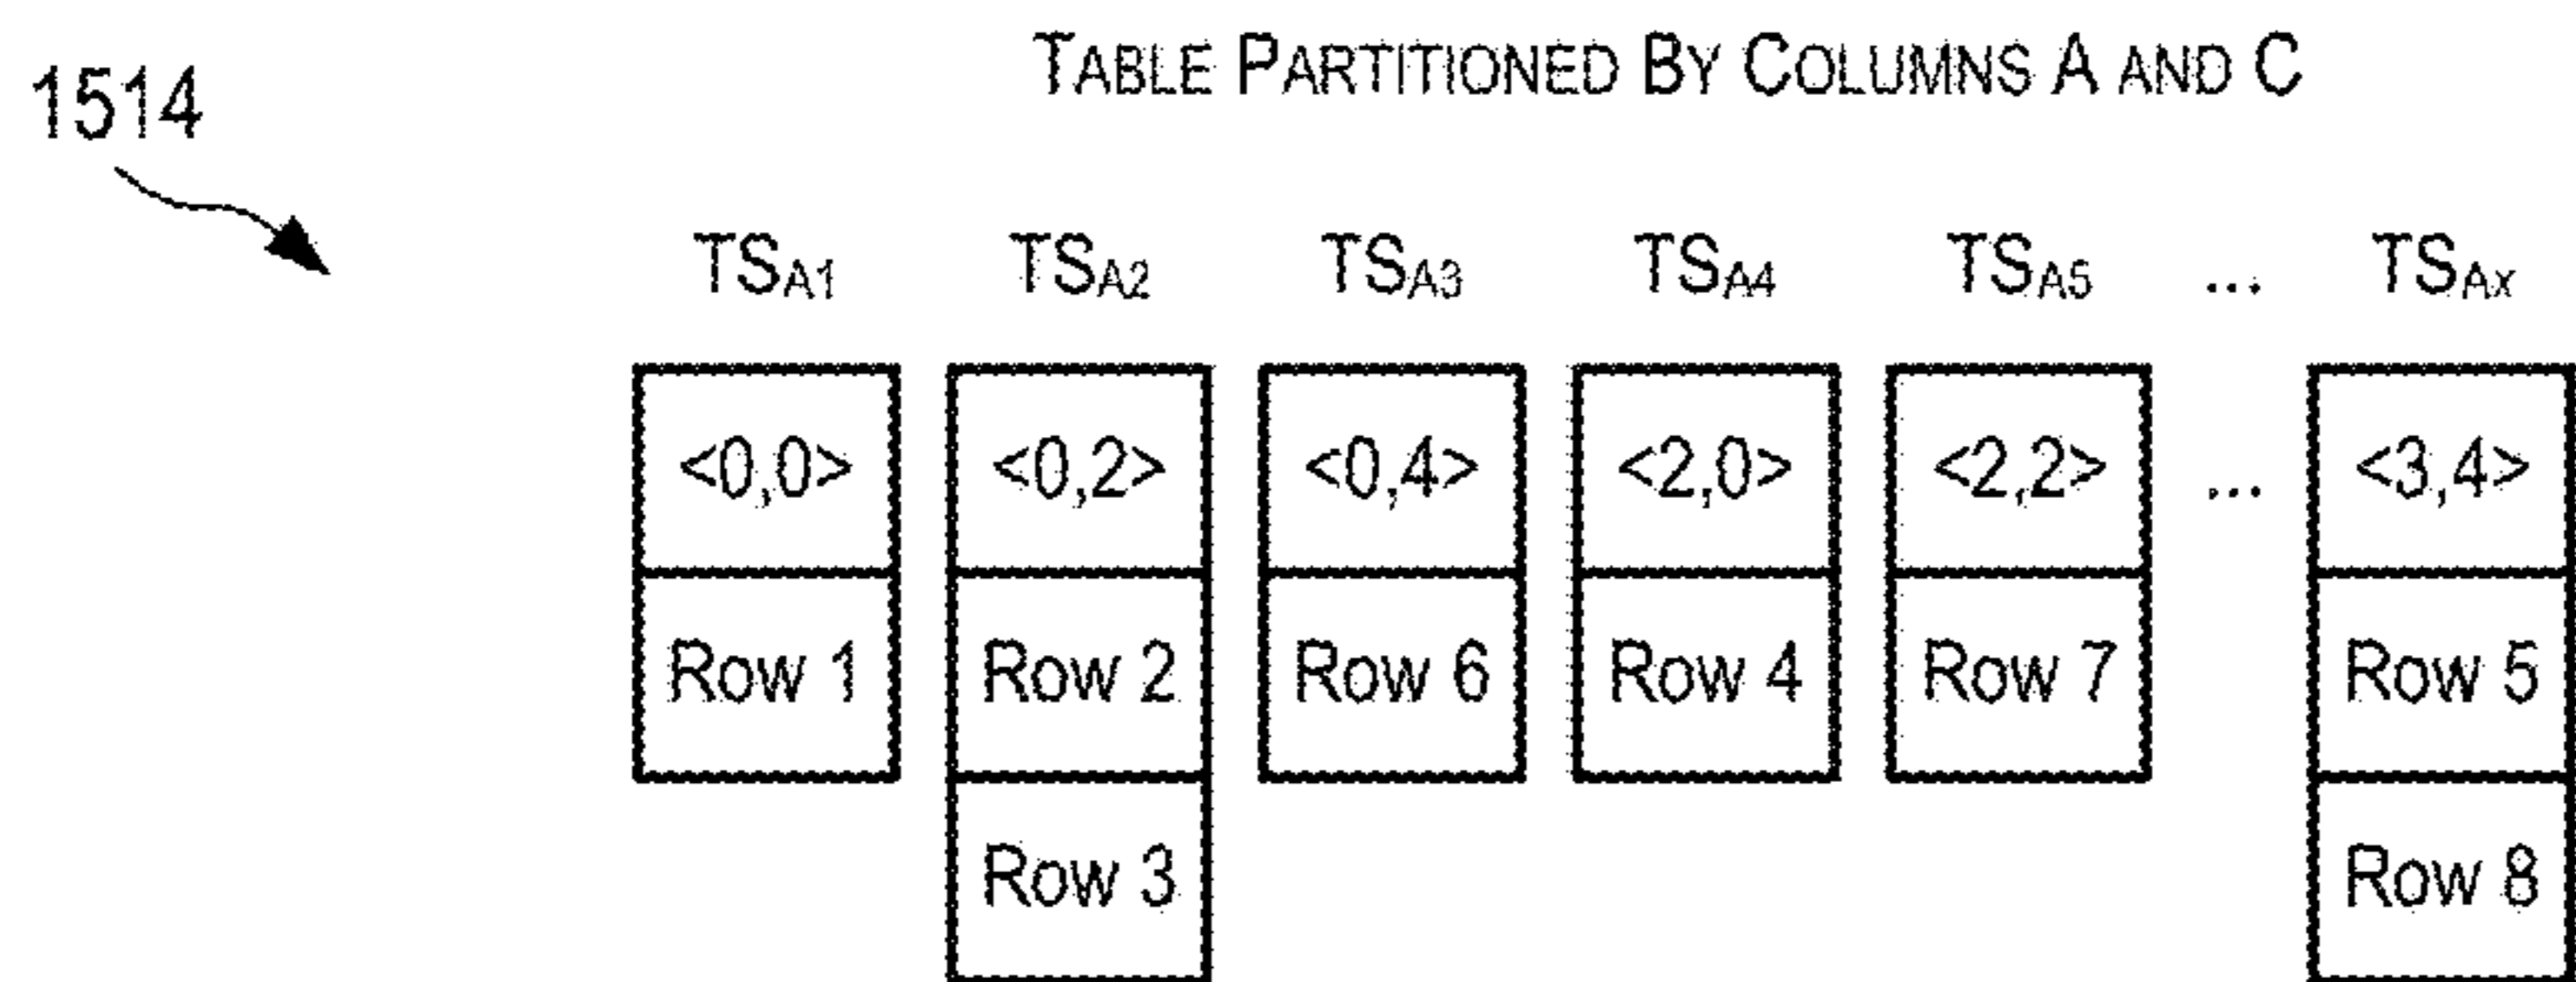 TABLE PARTITIONED BY COLUMNS A AND C
1514
TSA1 TSA2 TSA3 TSA4 TSA5 ... TSAx
<0,0> <0,2> <0,4> <2,0> <2,2> ... <3,4>
Row 1 Row 2 Row 6 Row 4 Row 7 Row 5
Row 3 Row 8